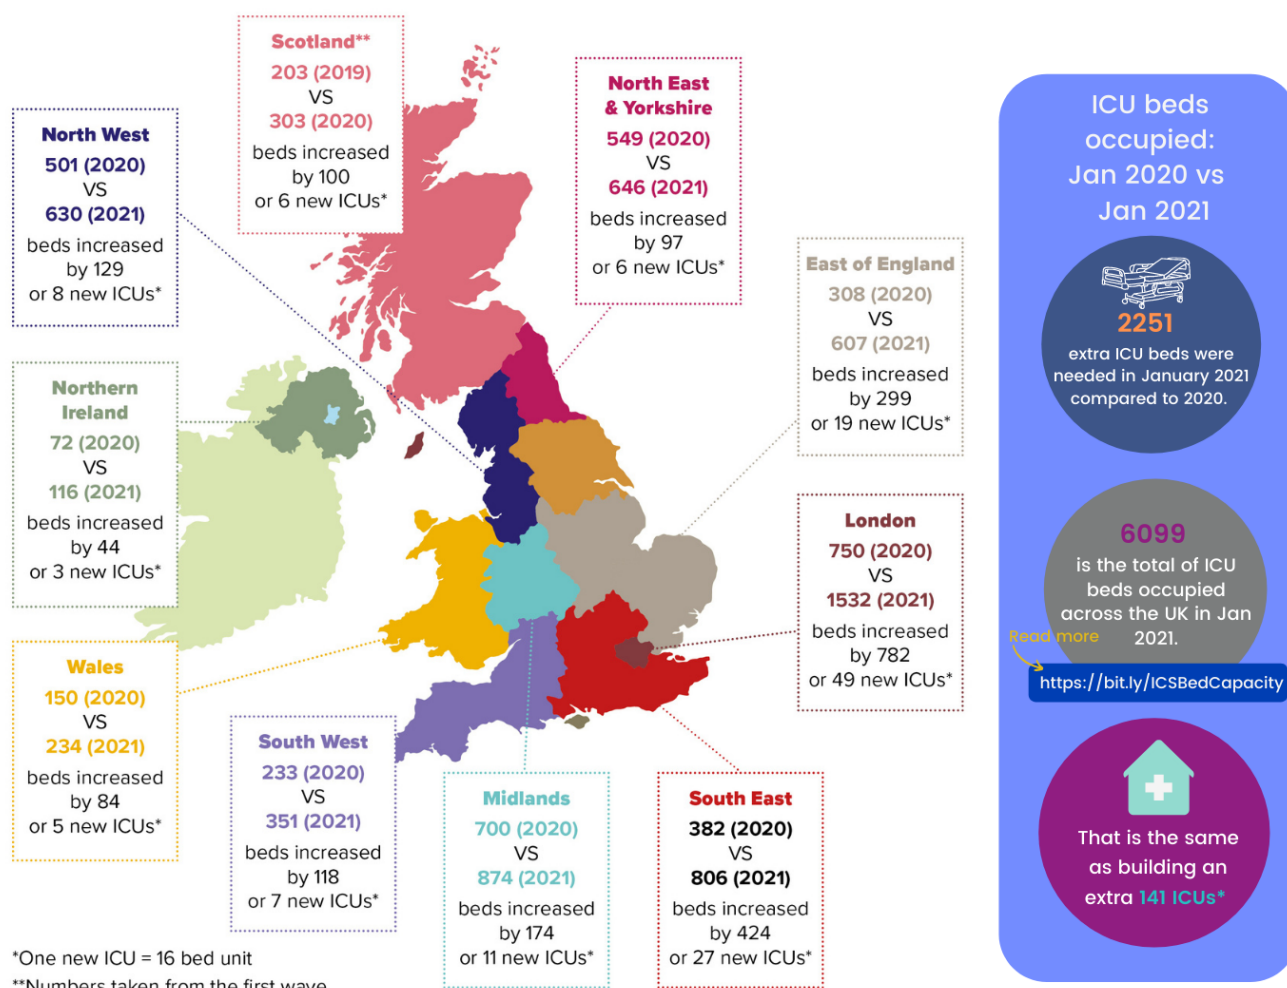 Scotland**
203 (2019)
VS
303 (2020)
beds increased
by 100
or 6 new ICUs*
North West
501 (2020)
VS
630 (2021)
beds increased
by 129
or 8 new ICUs*
North East
& Yorkshire
549 (2020)
VS
646 (2021)
beds increased
by 97
or 6 new ICUs*
East of England
308 (2020)
VS
607 (2021)
beds increased
by 299
or 19 new ICUs*
Northern
Ireland
72 (2020)
VS
116 (2021)
beds increased
by 44
or 3 new ICUs*
London
750 (2020)
VS
1532 (2021)
beds increased
by 782
or 49 new ICUs*
Wales
150 (2020)
VS
234 (2021)
beds increased
by 84
or 5 new ICUs*
South West
233 (2020)
VS
351 (2021)
beds increased
by 118
or 7 new ICUs*
Midlands
700 (2020)
VS
874 (2021)
beds increased
by 174
or 11 new ICUs*
South East
382 (2020)
VS
806 (2021)
beds increased
by 424
or 27 new ICUs*
*One new ICU = 16 bed unit
**Numbers taken from the first wave
ICU beds
occupied:
Jan 2020 vs
Jan 2021
2251
extra ICU beds were
needed in January 2021
compared to 2020.
6099
is the total of ICU
beds occupied
across the UK in Jan
2021.
Read more
https://bit.ly/ICSBedCapacity
That is the same
as building an
extra 141 ICUs*